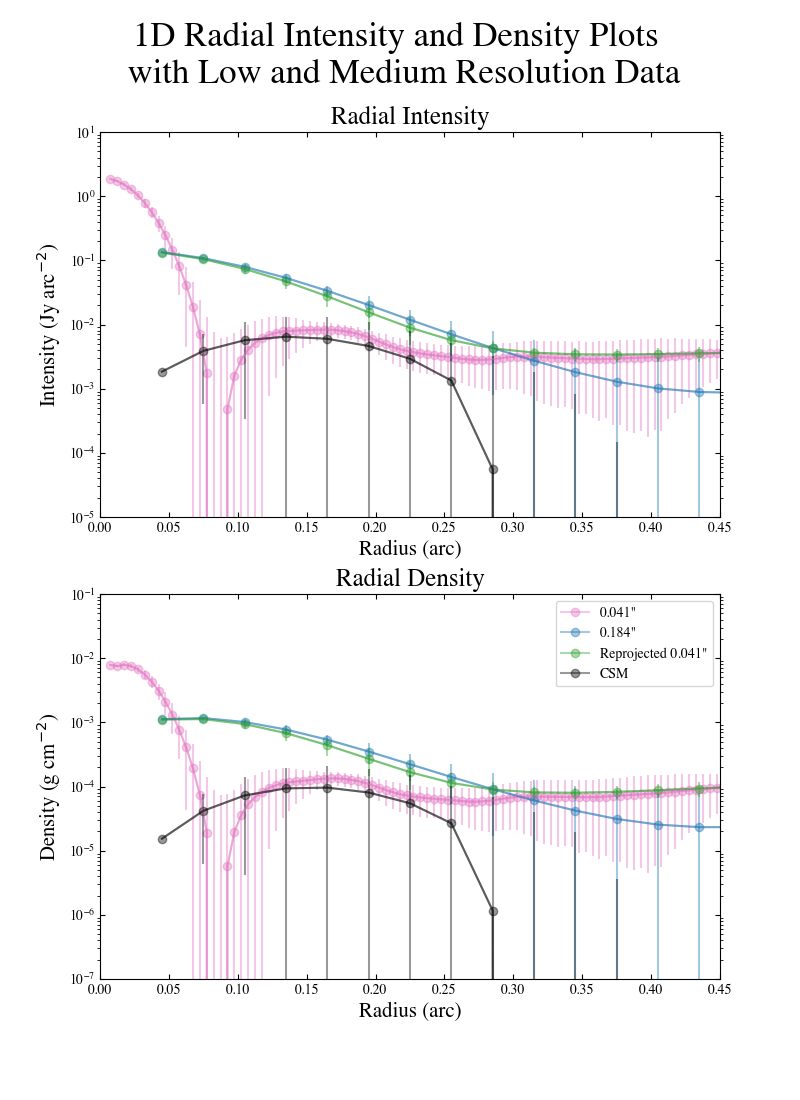 1D Radial Intensity and Density Plots
with Low and Medium Resolution Data
Radial Intensity
Intensity (Jy arc⁻²)
10¹
10⁰
10⁻¹
10⁻²
10⁻³
10⁻⁴
10⁻⁵
0.00 0.05 0.10 0.15 0.20 0.25 0.30 0.35 0.40 0.45
Radius (arc)
Radial Density
Density (g cm⁻²)
10⁻¹
10⁻²
10⁻³
10⁻⁴
10⁻⁵
10⁻⁶
10⁻⁷
0.041"
0.184"
Reprojected 0.041"
CSM
0.00 0.05 0.10 0.15 0.20 0.25 0.30 0.35 0.40 0.45
Radius (arc)